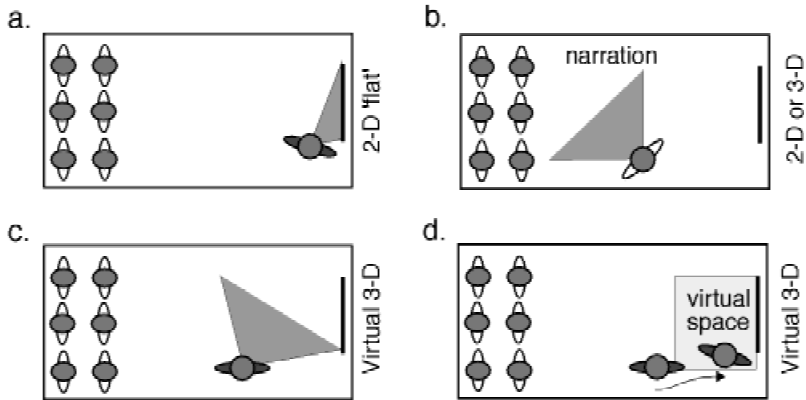 a.
2-D 'flat'
b.
narration
2-D or 3-D
c.
Virtual 3-D
d.
virtual
space
Virtual 3-D